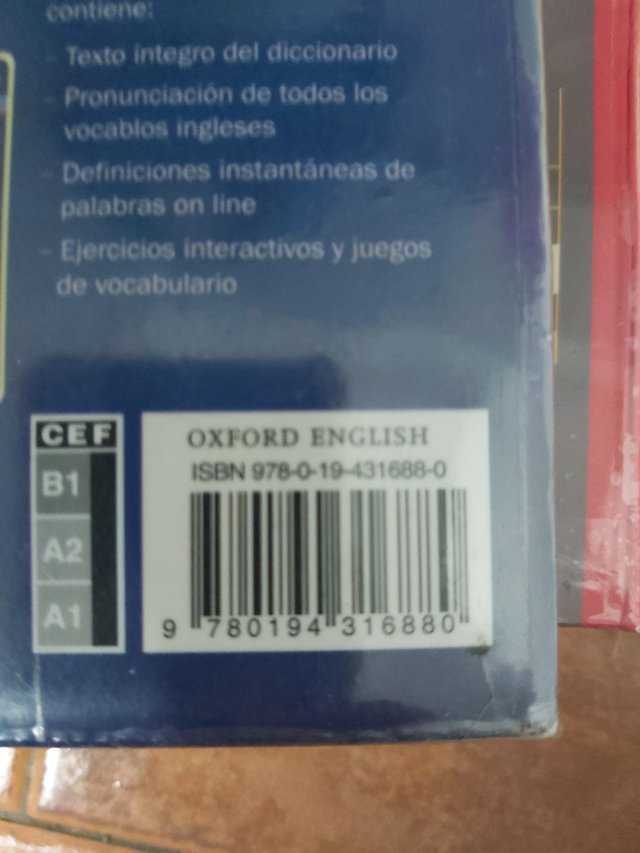 contiene:
- Texto íntegro del diccionario
- Pronunciación de todos los
vocablos ingleses
- Definiciones instantáneas de
palabras on line
- Ejercicios interactivos y juegos
de vocabulario
CEF
B1
A2
A1
OXFORD ENGLISH
ISBN 978-0-19-431688-0
9 780194 316880